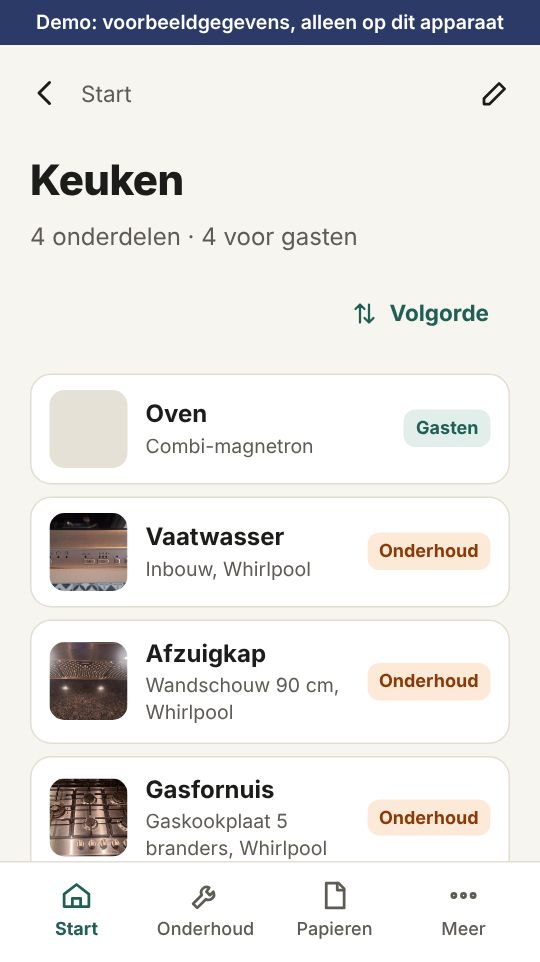 Demo: voorbeeldgegevens, alleen op dit apparaat
Start
Keuken
4 onderdelen · 4 voor gasten
Volgorde
Oven
Combi-magnetron
Gasten
Vaatwasser
Inbouw, Whirlpool
Onderhoud
Afzuigkap
Wandschouw 90 cm,
Whirlpool
Onderhoud
Gasfornuis
Gaskookplaat 5
branders, Whirlpool
Onderhoud
Start
Onderhoud
Papieren
Meer